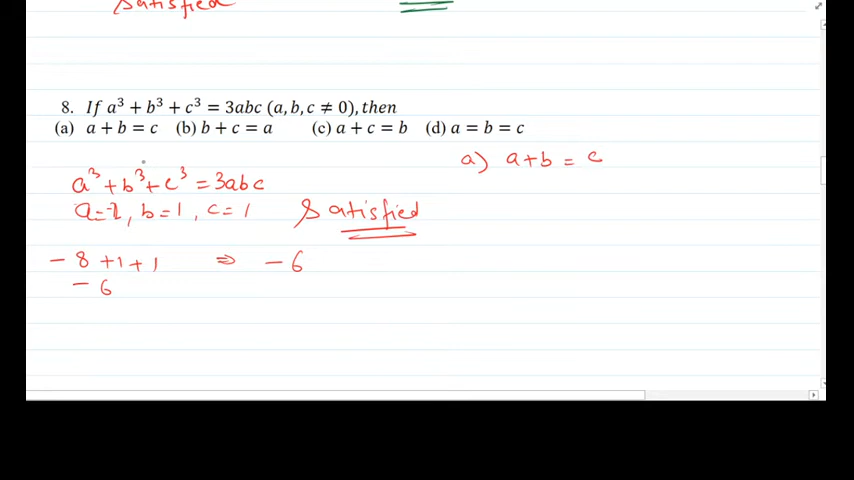 Satisfied
8. If a³ + b³ + c³ = 3abc (a, b, c ≠ 0), then
(a) a + b = c (b) b + c = a (c) a + c = b (d) a = b = c
a) a+b = c
a³+b³+c³ = 3abc
a=-2, b=1, c=1 Satisfied
-8+1+1 ⇒ -6
-6